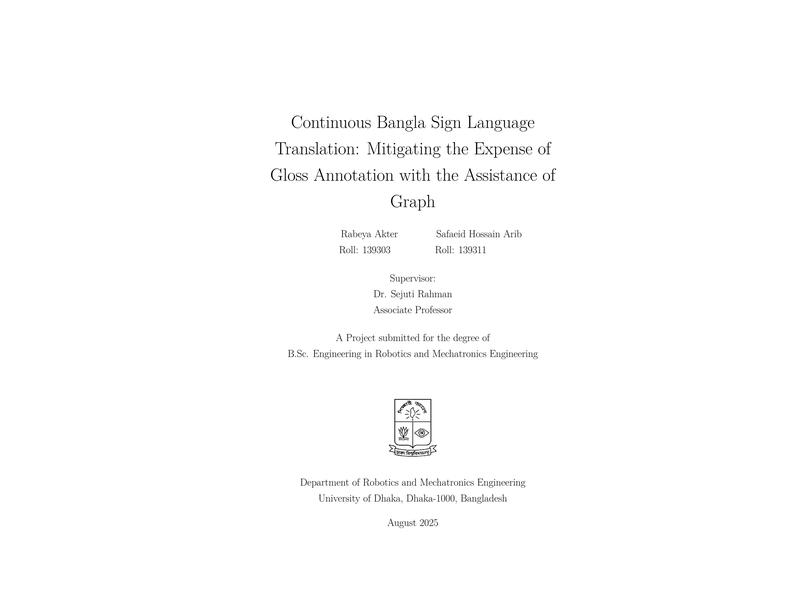 Continuous Bangla Sign Language
Translation: Mitigating the Expense of
Gloss Annotation with the Assistance of
Graph
Rabeya Akter Safaeid Hossain Arib
Roll: 139303 Roll: 139311
Supervisor:
Dr. Sejuti Rahman
Associate Professor
A Project submitted for the degree of
B.Sc. Engineering in Robotics and Mechatronics Engineering
Department of Robotics and Mechatronics Engineering
University of Dhaka, Dhaka-1000, Bangladesh
August 2025